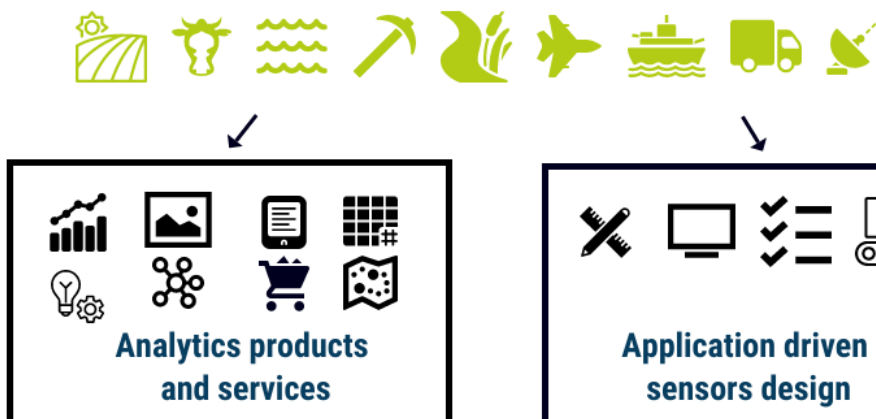 Analytics products
and services
Application driven
sensors design